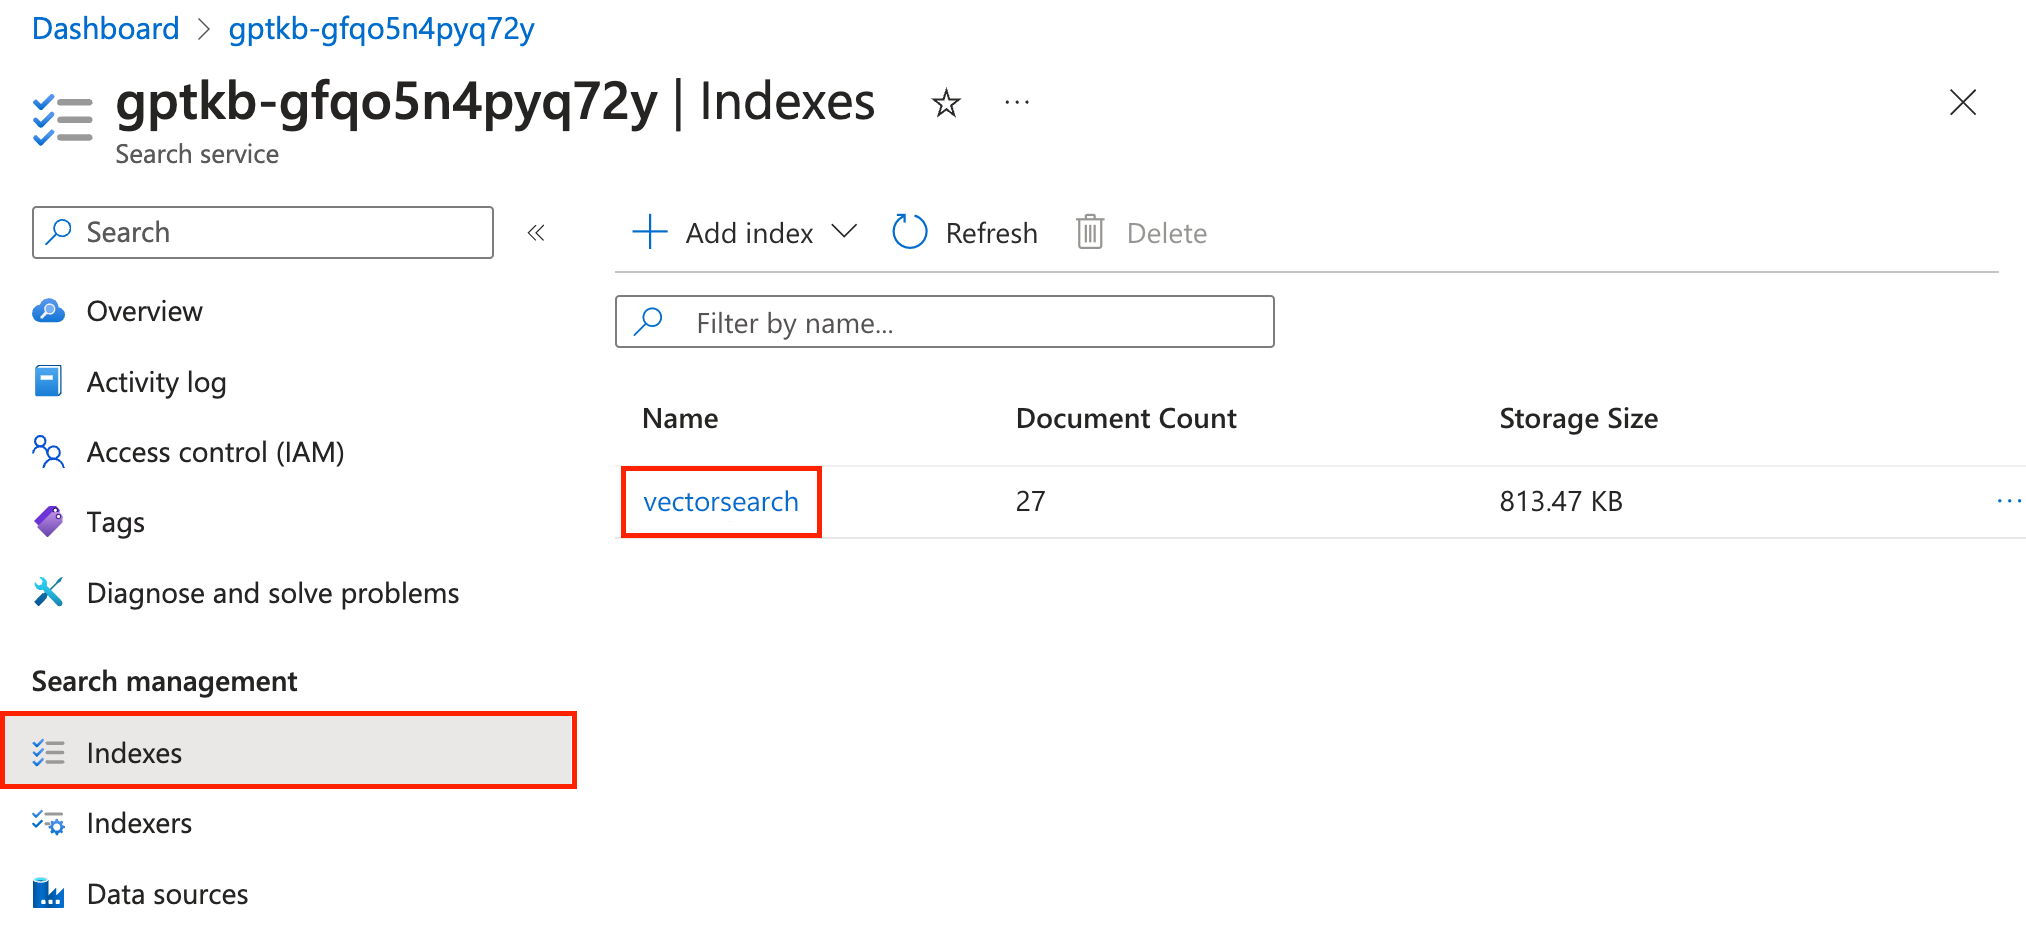 Dashboard > gptkb-gfqo5n4pyq72y
gptkb-gfqo5n4pyq72y | Indexes
Search service
Search
Add index Refresh Delete
Overview
Filter by name...
Activity log
Name Document Count Storage Size
Access control (IAM)
vectorsearch 27 813.47 KB
Tags
Diagnose and solve problems
Search management
Indexes
Indexers
Data sources